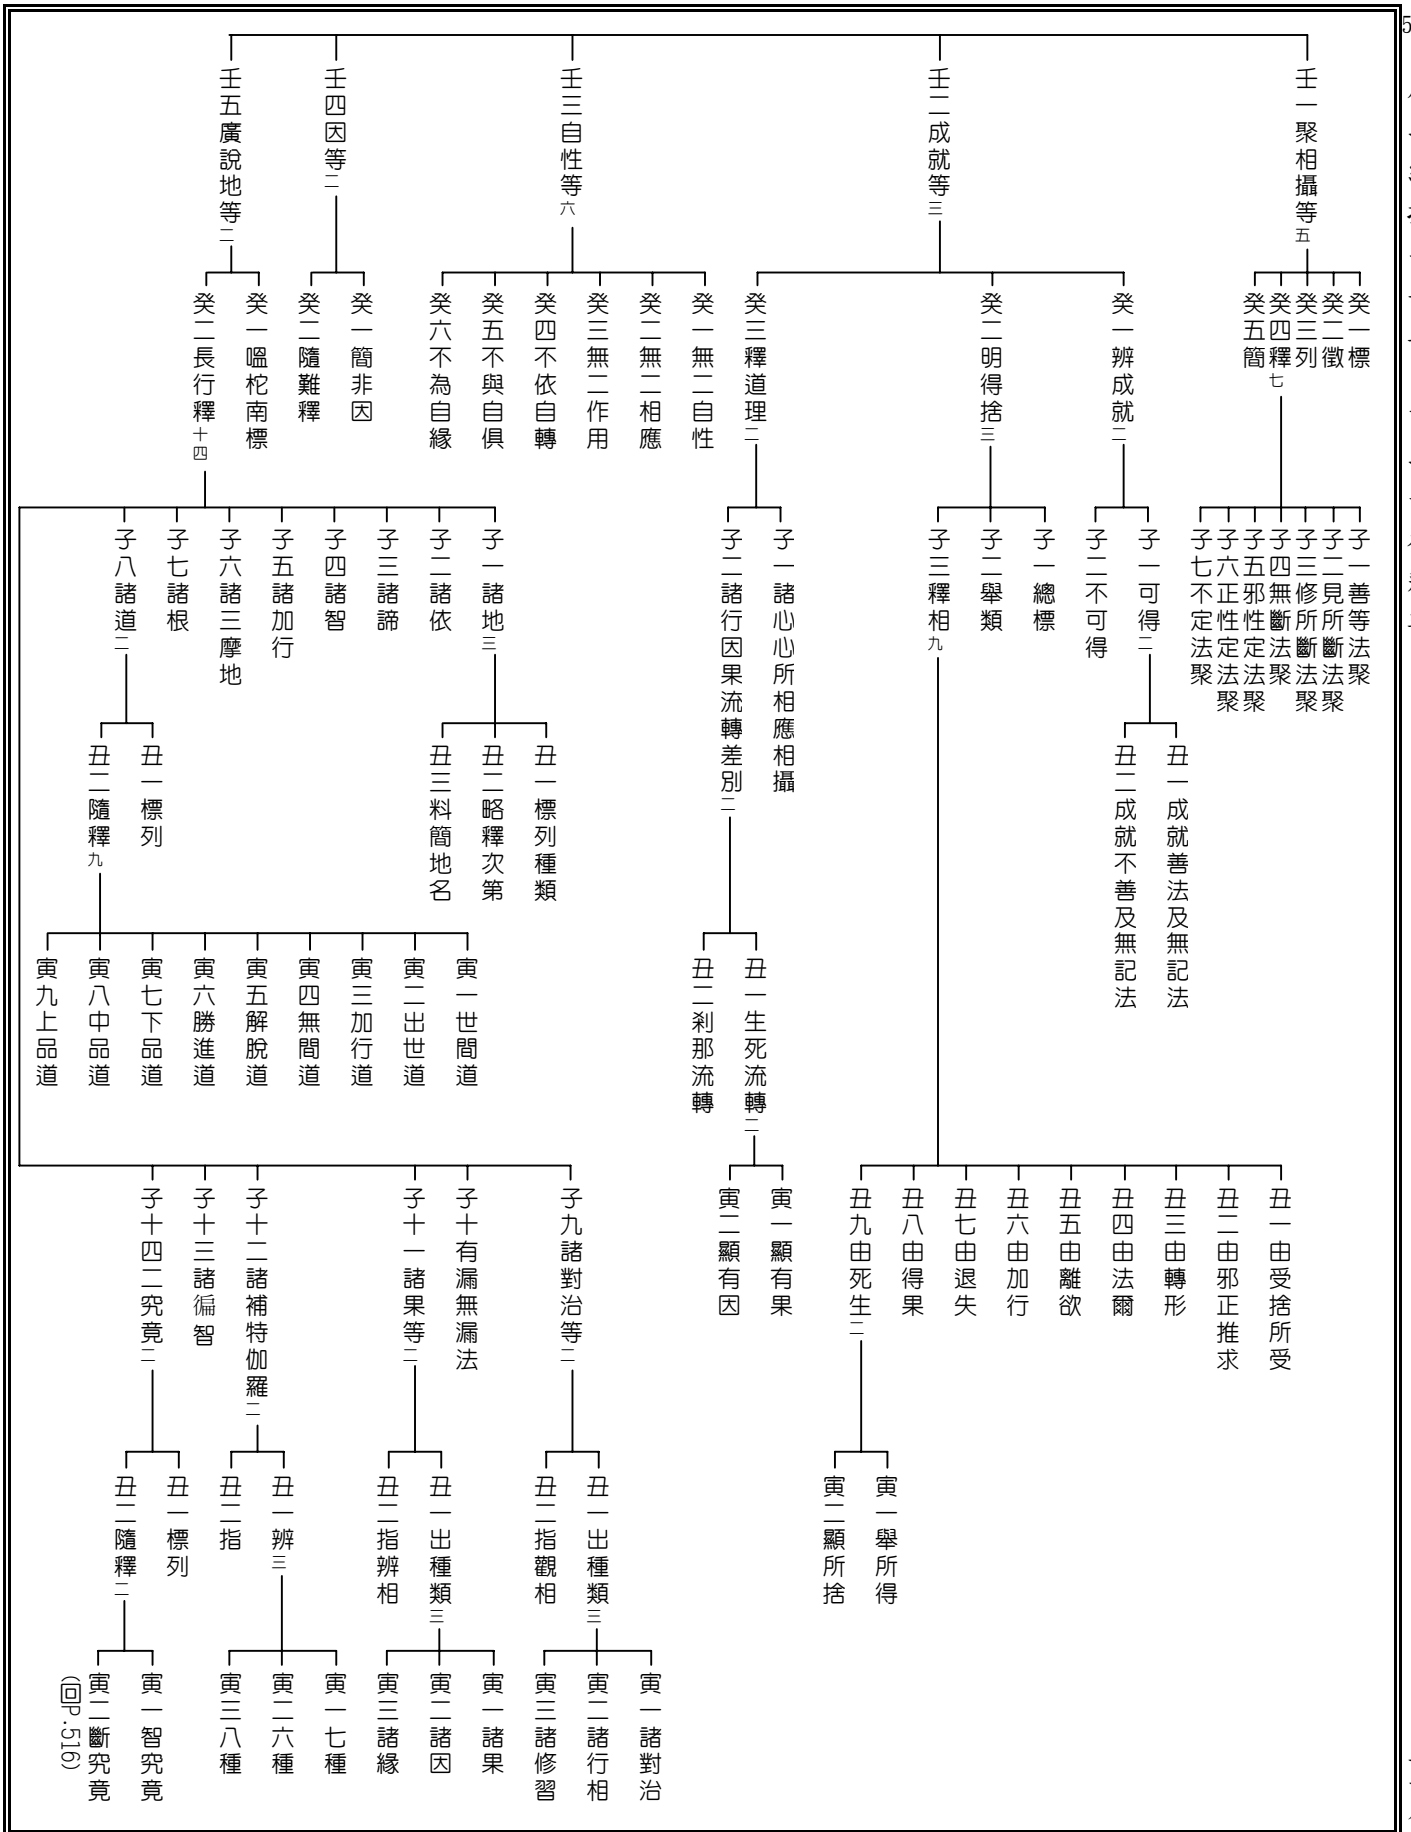 壬一聚相攝等 五
壬二成就等 三
壬三自性等 六
壬四因等 二
壬五廣說地等 二
癸一標
癸二徵
癸三列
癸四釋 七
癸五簡
癸一辨成就 二
癸二明得捨 三
癸三釋道理 二
癸一無二自性
癸二無二相應
癸三無二作用
癸四不依自轉
癸五不與自俱
癸六不為自緣
癸一簡非因
癸二隨難釋
癸一嗢柁南標
癸二長行釋 十四
子一善等法聚
子二見所斷法聚
子三修所斷法聚
子四無斷法聚
子五邪性定法聚
子六正性定法聚
子七不定法聚
子一可得 二
子二不可得
子一總標
子二舉類
子三釋相 九
子一諸心心所相應相攝
子二諸行因果流轉差別 二
子一諸地 三
子二諸依
子三諸諦
子四諸智
子五諸加行
子六諸三摩地
子七諸根
子八諸道 二
丑一成就善法及無記法
丑二成就不善及無記法
丑一標列種類
丑二略釋次第
丑三料簡地名
丑一標列
丑二隨釋 九
丑一生死流轉 二
丑二剎那流轉
寅一世間道
寅二出世道
寅三加行道
寅四無間道
寅五解脫道
寅六勝進道
寅七下品道
寅八中品道
寅九上品道
丑一由受捨所受
丑二由邪正推求
丑三由轉形
丑四由法爾
丑五由離欲
丑六由加行
丑七由退失
丑八由得果
丑九由死生 二
寅一顯有果
寅二顯有因
子九諸對治等 二
子十有漏無漏法
子十一諸果等 二
子十二諸補特伽羅 二
子十三諸徧智
子十四二究竟 二
寅一舉所得
寅二顯所捨
丑一出種類 三
丑二指觀相
丑一出種類 三
丑二指辨相
丑一辨 三
丑二指
丑一標列
丑二隨釋 二
寅一諸對治
寅二諸行相
寅三諸修習
寅一諸果
寅二諸因
寅三諸緣
寅一七種
寅二六種
寅三八種
寅一智究竟
寅二斷究竟
(回P.516)